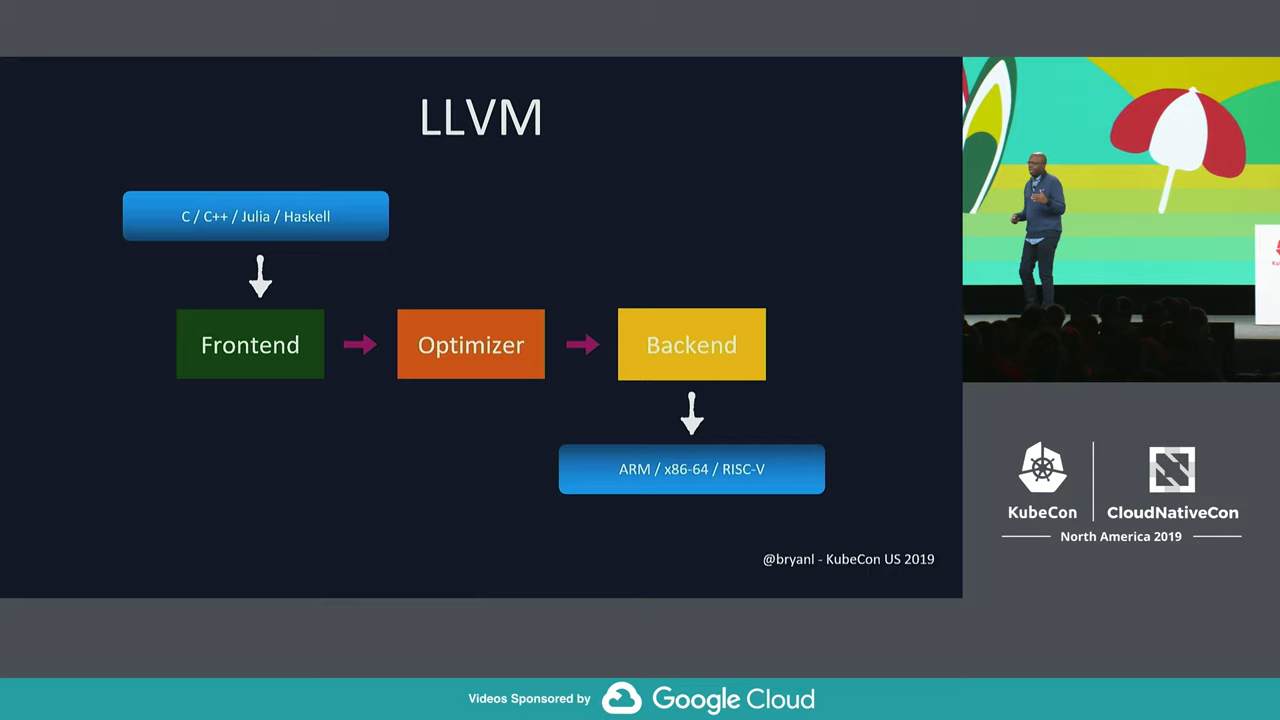 LLVM
C / C++ / Julia / Haskell
Frontend
Optimizer
Backend
ARM / x86-64 / RISC-V
@bryanl - KubeCon US 2019
KubeCon
CloudNativeCon
North America 2019
Videos Sponsored by
Google Cloud